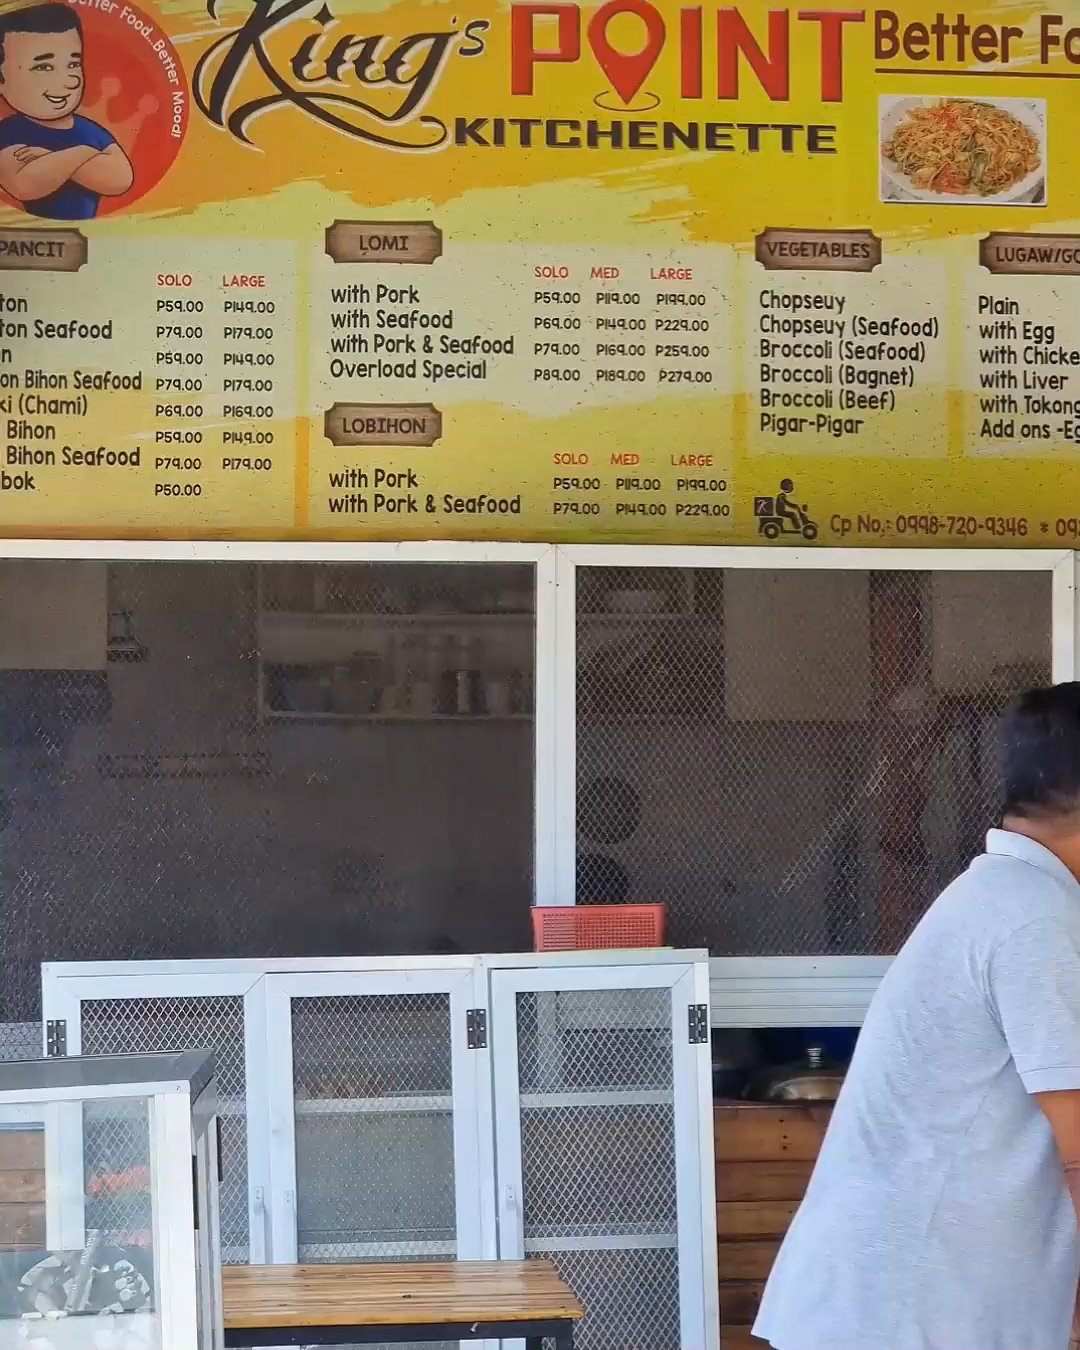 Better Food...Better Mood!
King's POINT
KITCHENETTE
Better
PANCIT
SOLO LARGE
P59.00 P149.00
Seafood P79.00 P179.00
P59.00 P149.00
Bihon Seafood P79.00 P179.00
(Chami) P69.00 P169.00
Bihon P59.00 P149.00
Bihon Seafood P79.00 P179.00
P50.00
LOMI
SOLO MED LARGE
with Pork P59.00 P119.00 P199.00
with Seafood P69.00 P149.00 P229.00
with Pork & Seafood P79.00 P169.00 P259.00
Overload Special P89.00 P189.00 P279.00
LOBIHON
SOLO MED LARGE
with Pork P59.00 P119.00 P199.00
with Pork & Seafood P79.00 P149.00 P229.00
VEGETABLES
Chopseuy
Chopseuy (Seafood)
Broccoli (Seafood)
Broccoli (Bagnet)
Broccoli (Beef)
Pigar-Pigar
LUGAW/GO
Plain
with Egg
with Chicke
with Liver
with Tokong
Add ons -Eg
Cp No.: 0998-720-9346 *